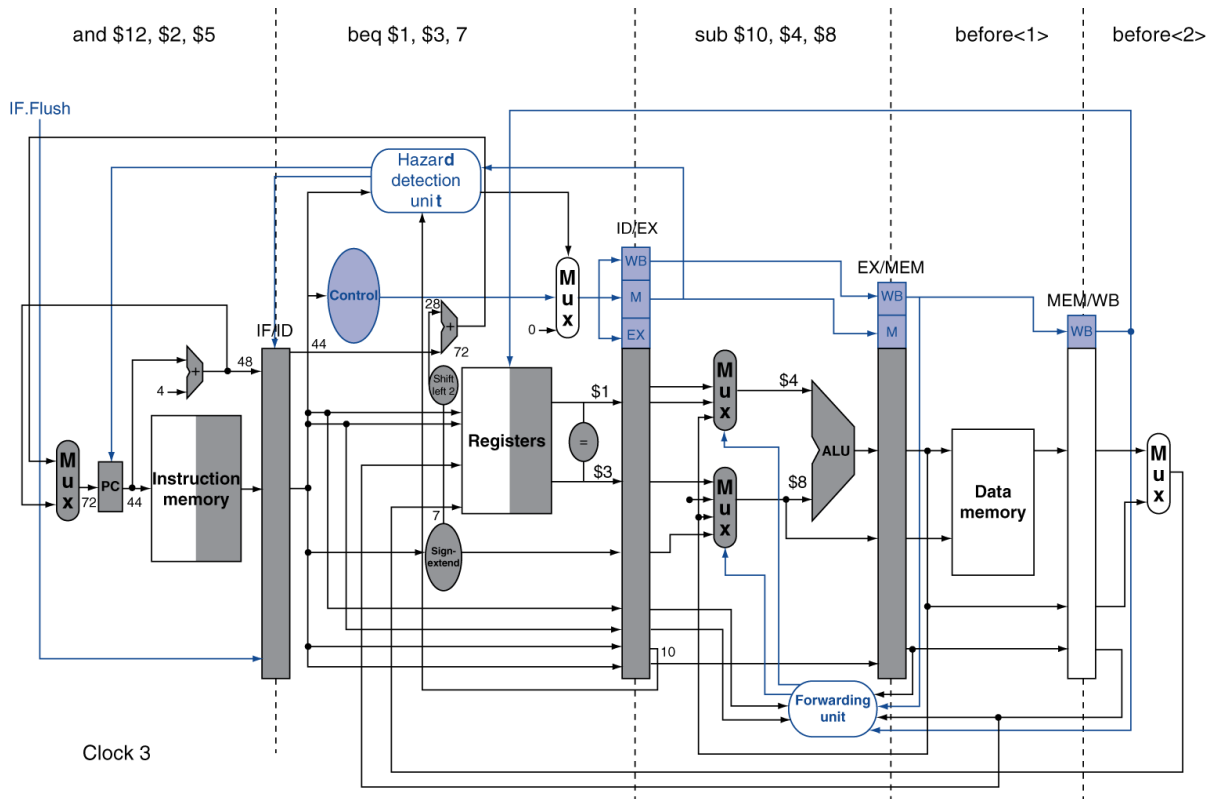 and $12, $2, $5
beq $1, $3, 7
sub $10, $4, $8
before<1>
before<2>
IF.Flush
Hazard
detection
unit
ID/EX
WB
M
EX
Control
Mux
0
28
+
72
EX/MEM
WB
M
MEM/WB
WB
IF/ID
44
48
+
4
Shift
left 2
Registers
=
$1
$3
Mux
$4
Mux
$8
ALU
Mux
72
PC
44
Instruction
memory
Data
memory
Mux
7
Sign-
extend
10
Forwarding
unit
Clock 3